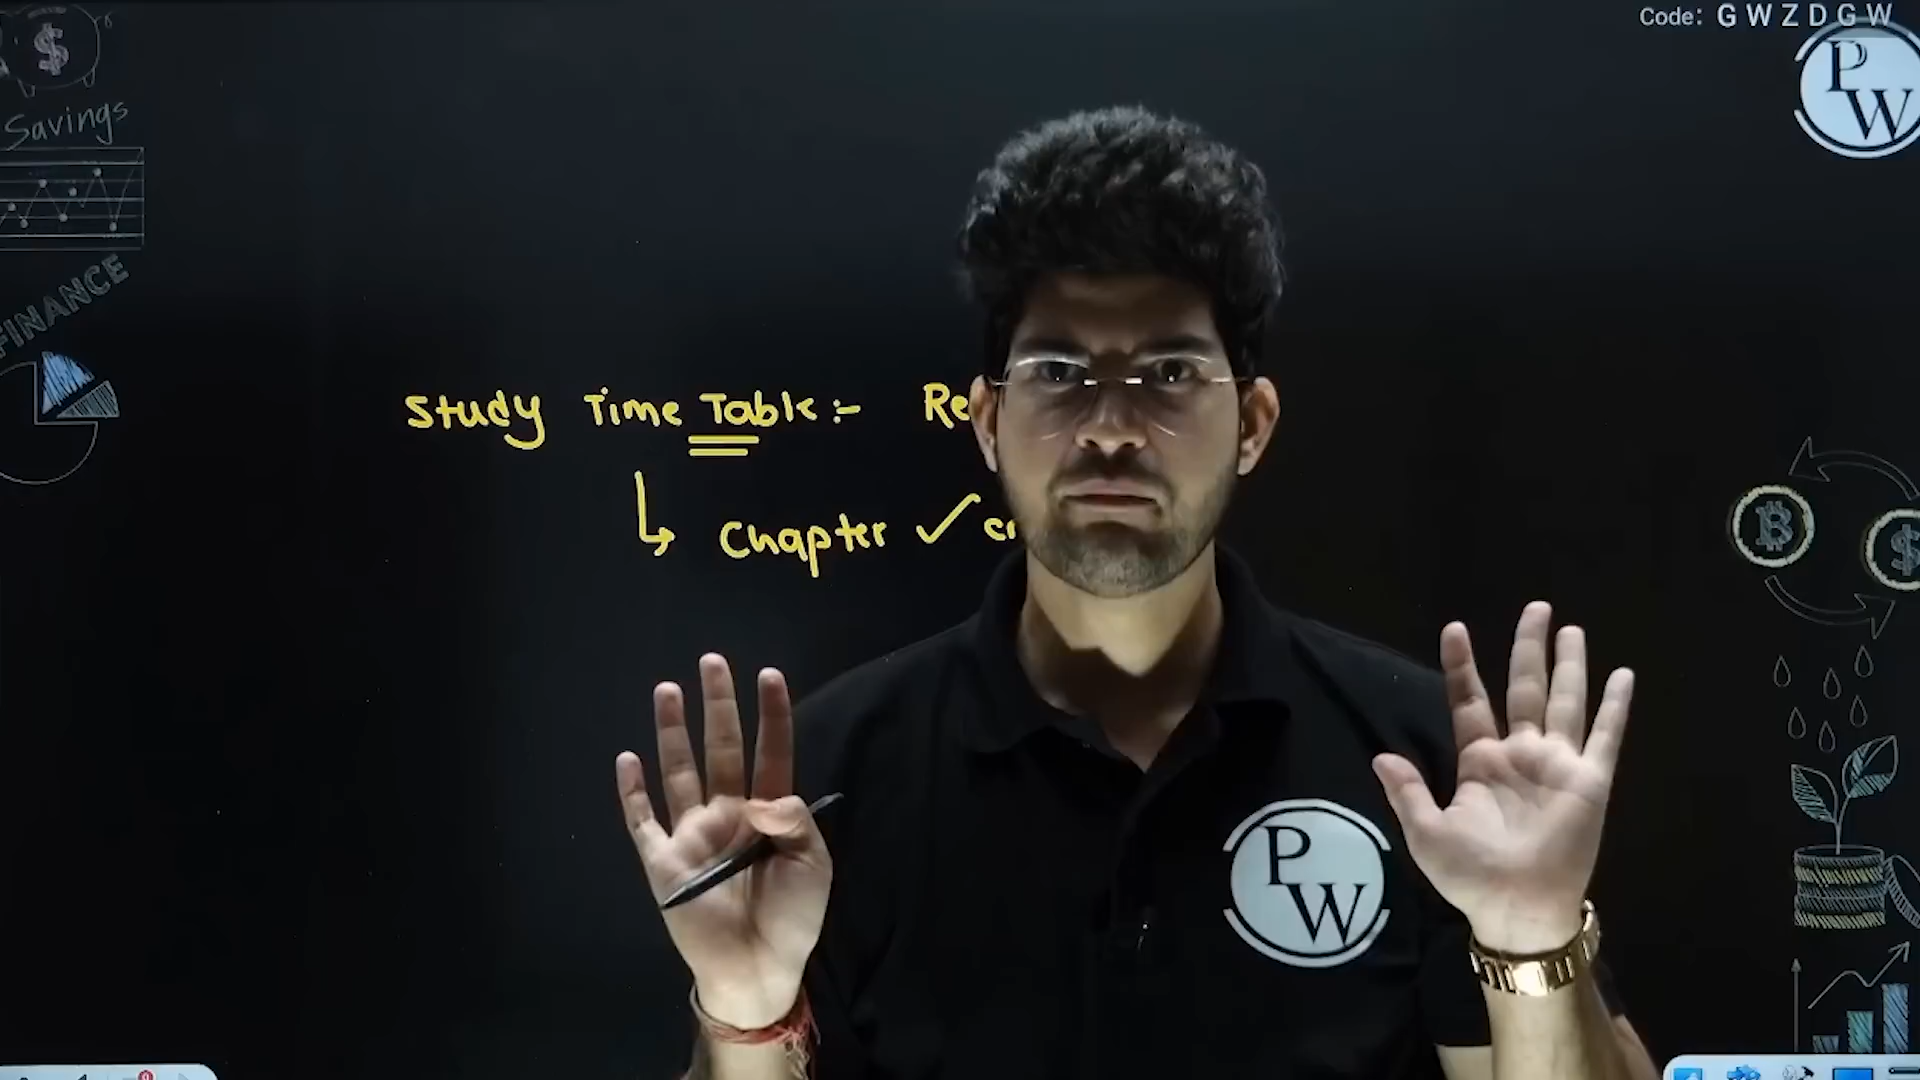 Code: GWZDGW
PW
Savings
FINANCE
Study Time Table :- Re
Chapter ✓
PW